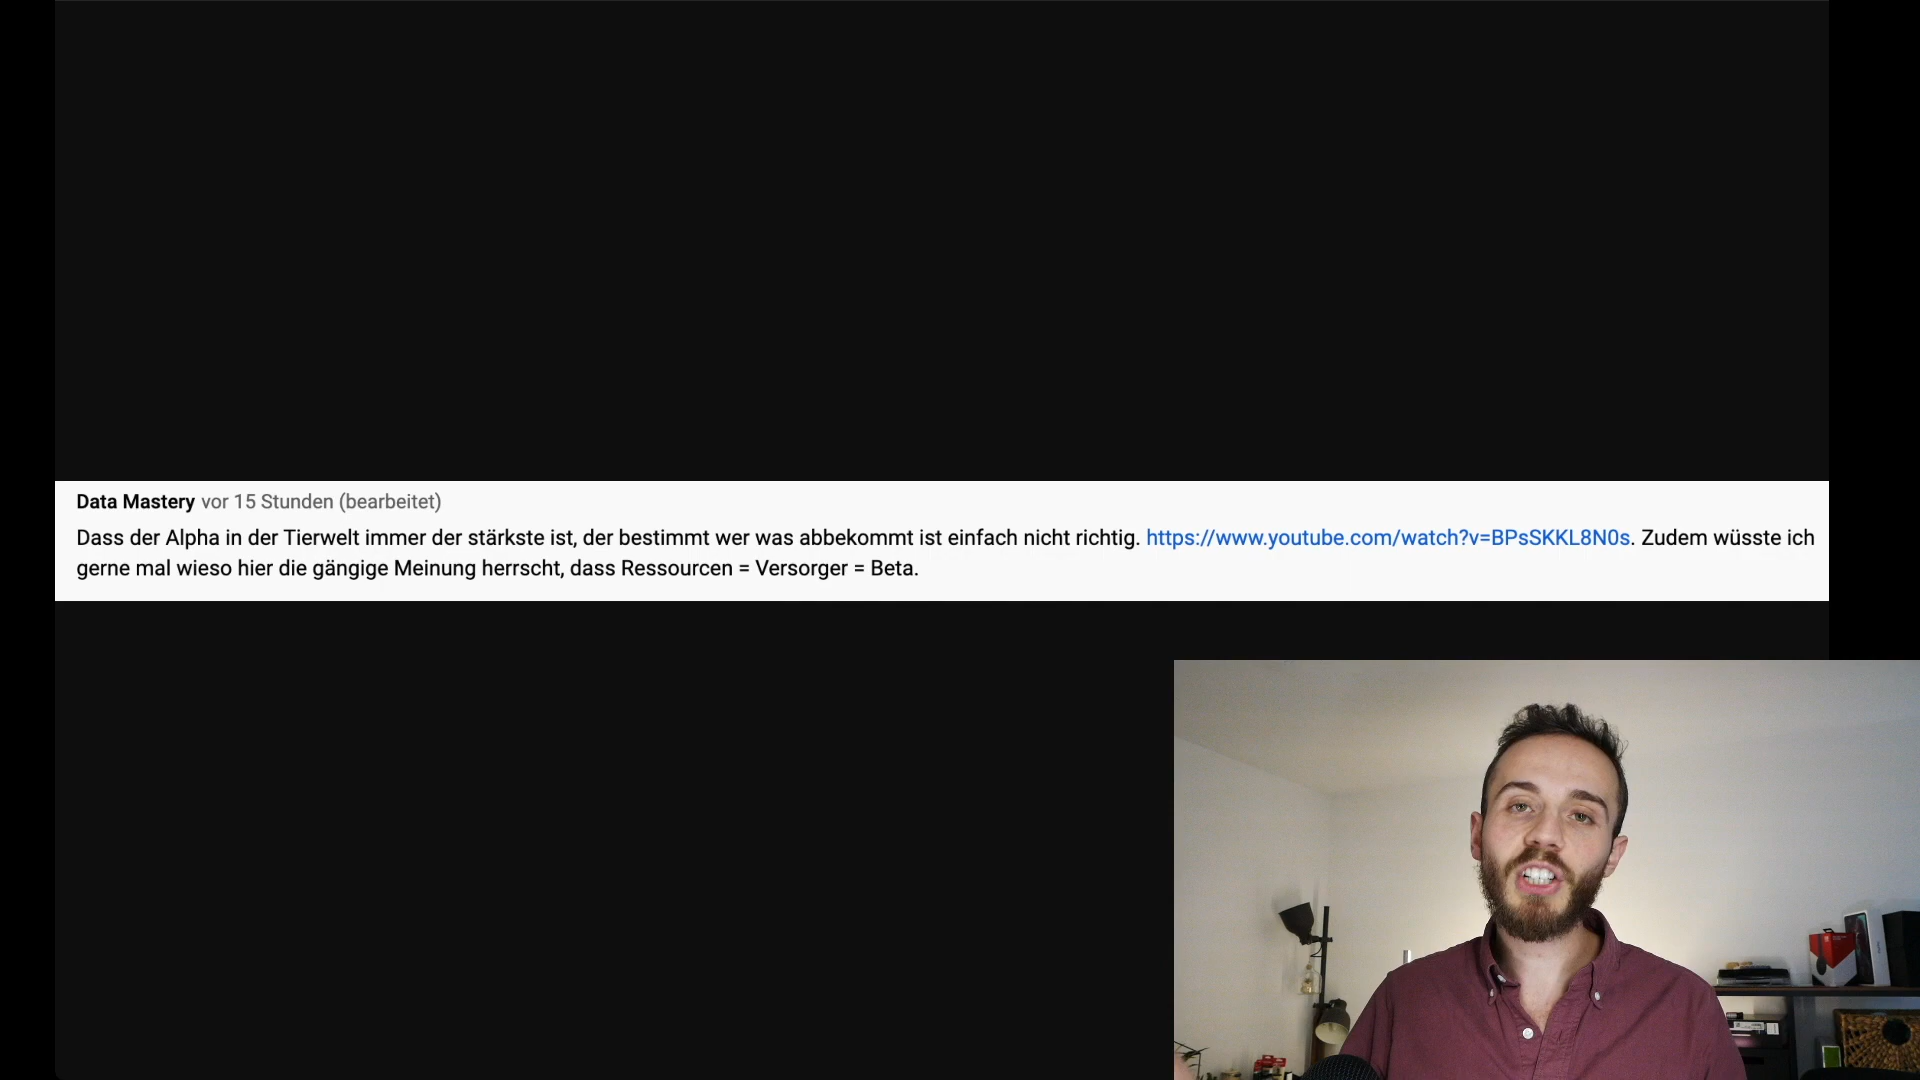 Data Mastery vor 15 Stunden (bearbeitet)
Dass der Alpha in der Tierwelt immer der stärkste ist, der bestimmt wer was abbekommt ist einfach nicht richtig. https://www.youtube.com/watch?v=BPsSKKL8N0s. Zudem wüsste ich
gerne mal wieso hier die gängige Meinung herrscht, dass Ressourcen = Versorger = Beta.